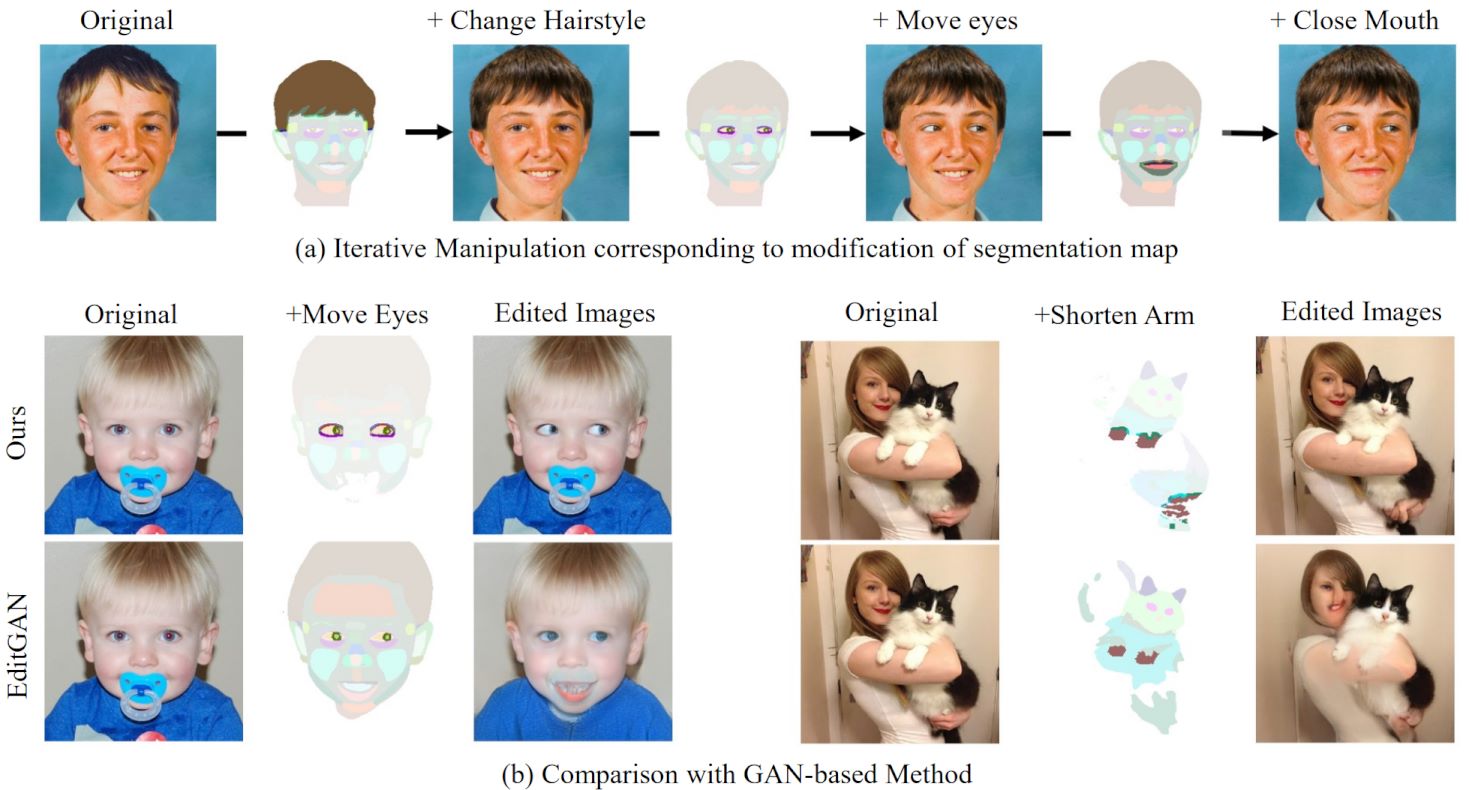 Original
+ Change Hairstyle
+ Move eyes
+ Close Mouth
(a) Iterative Manipulation corresponding to modification of segmentation map
Original
+Move Eyes
Edited Images
Original
+Shorten Arm
Edited Images
Ours
EditGAN
(b) Comparison with GAN-based Method